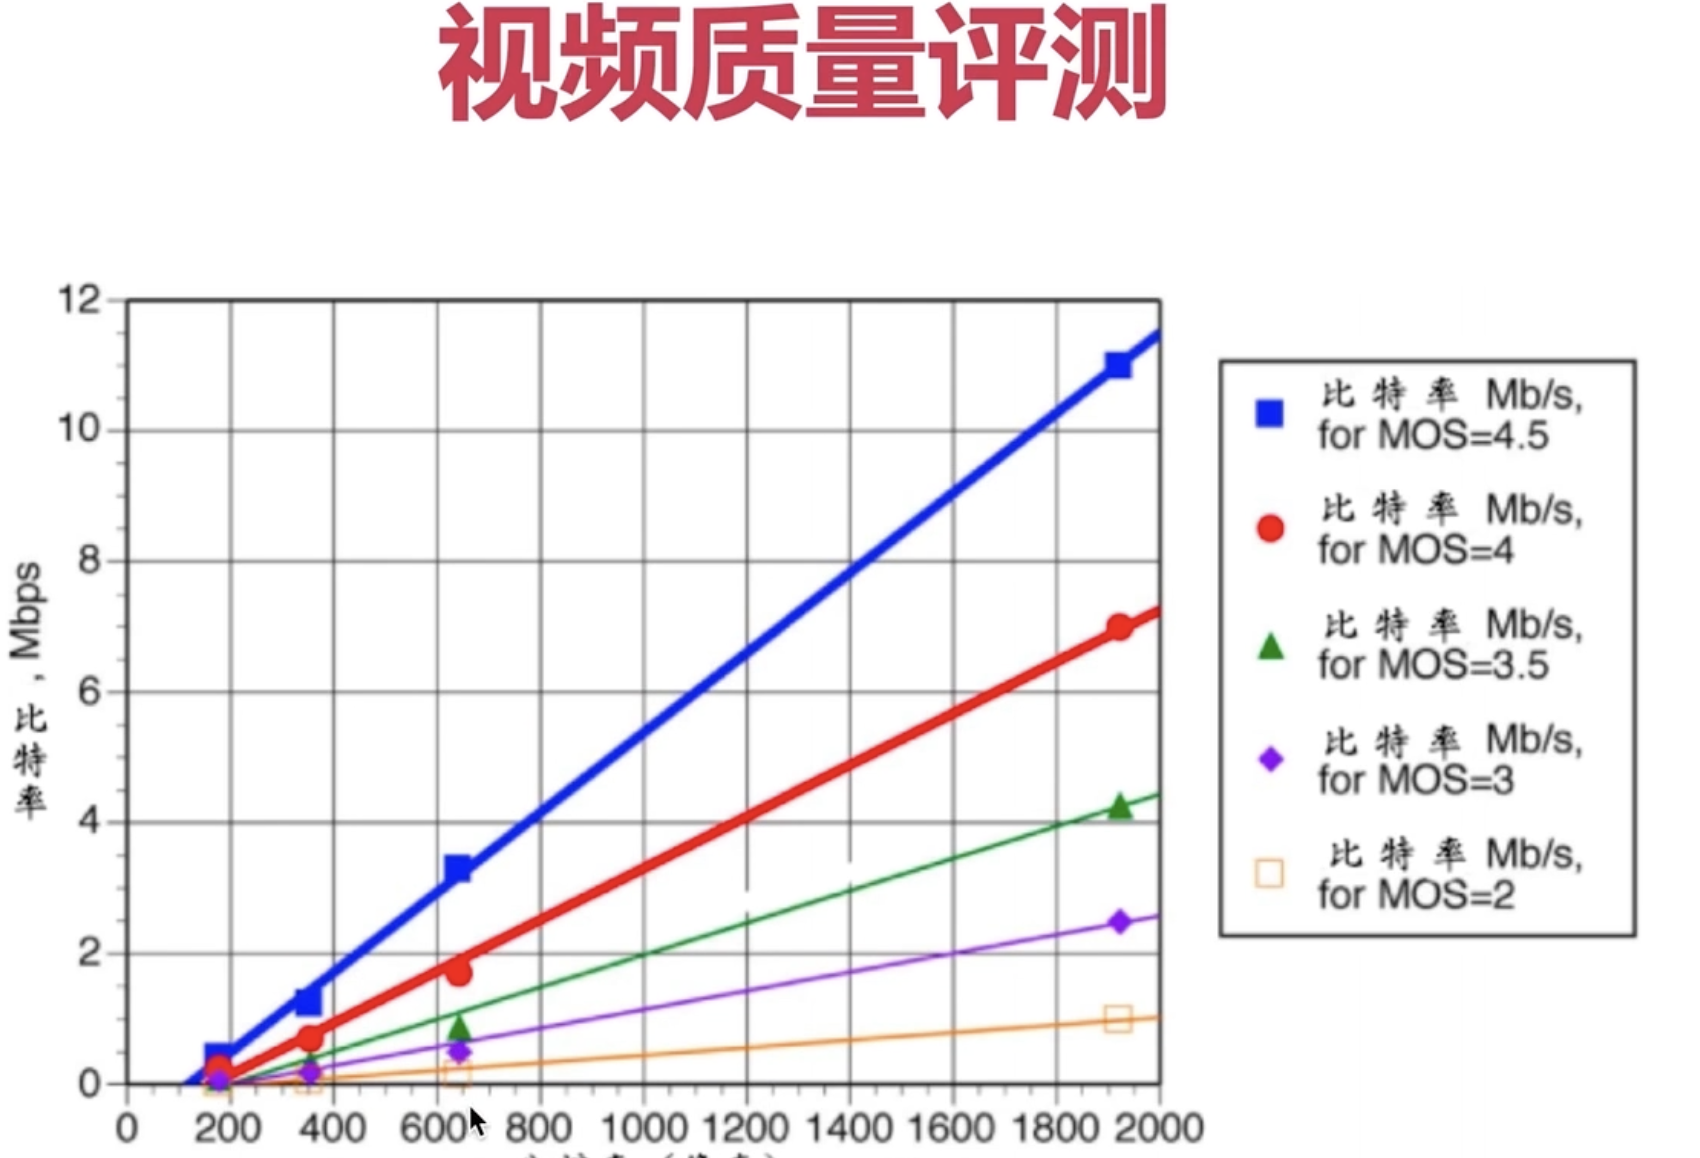 视频质量评测
12
10
8
6
4
2
0
比特率, Mbps
0 200 400 600 800 1000 1200 1400 1600 1800 2000
比特率 Mb/s,
for MOS=4.5
比特率 Mb/s,
for MOS=4
比特率 Mb/s,
for MOS=3.5
比特率 Mb/s,
for MOS=3
比特率 Mb/s,
for MOS=2